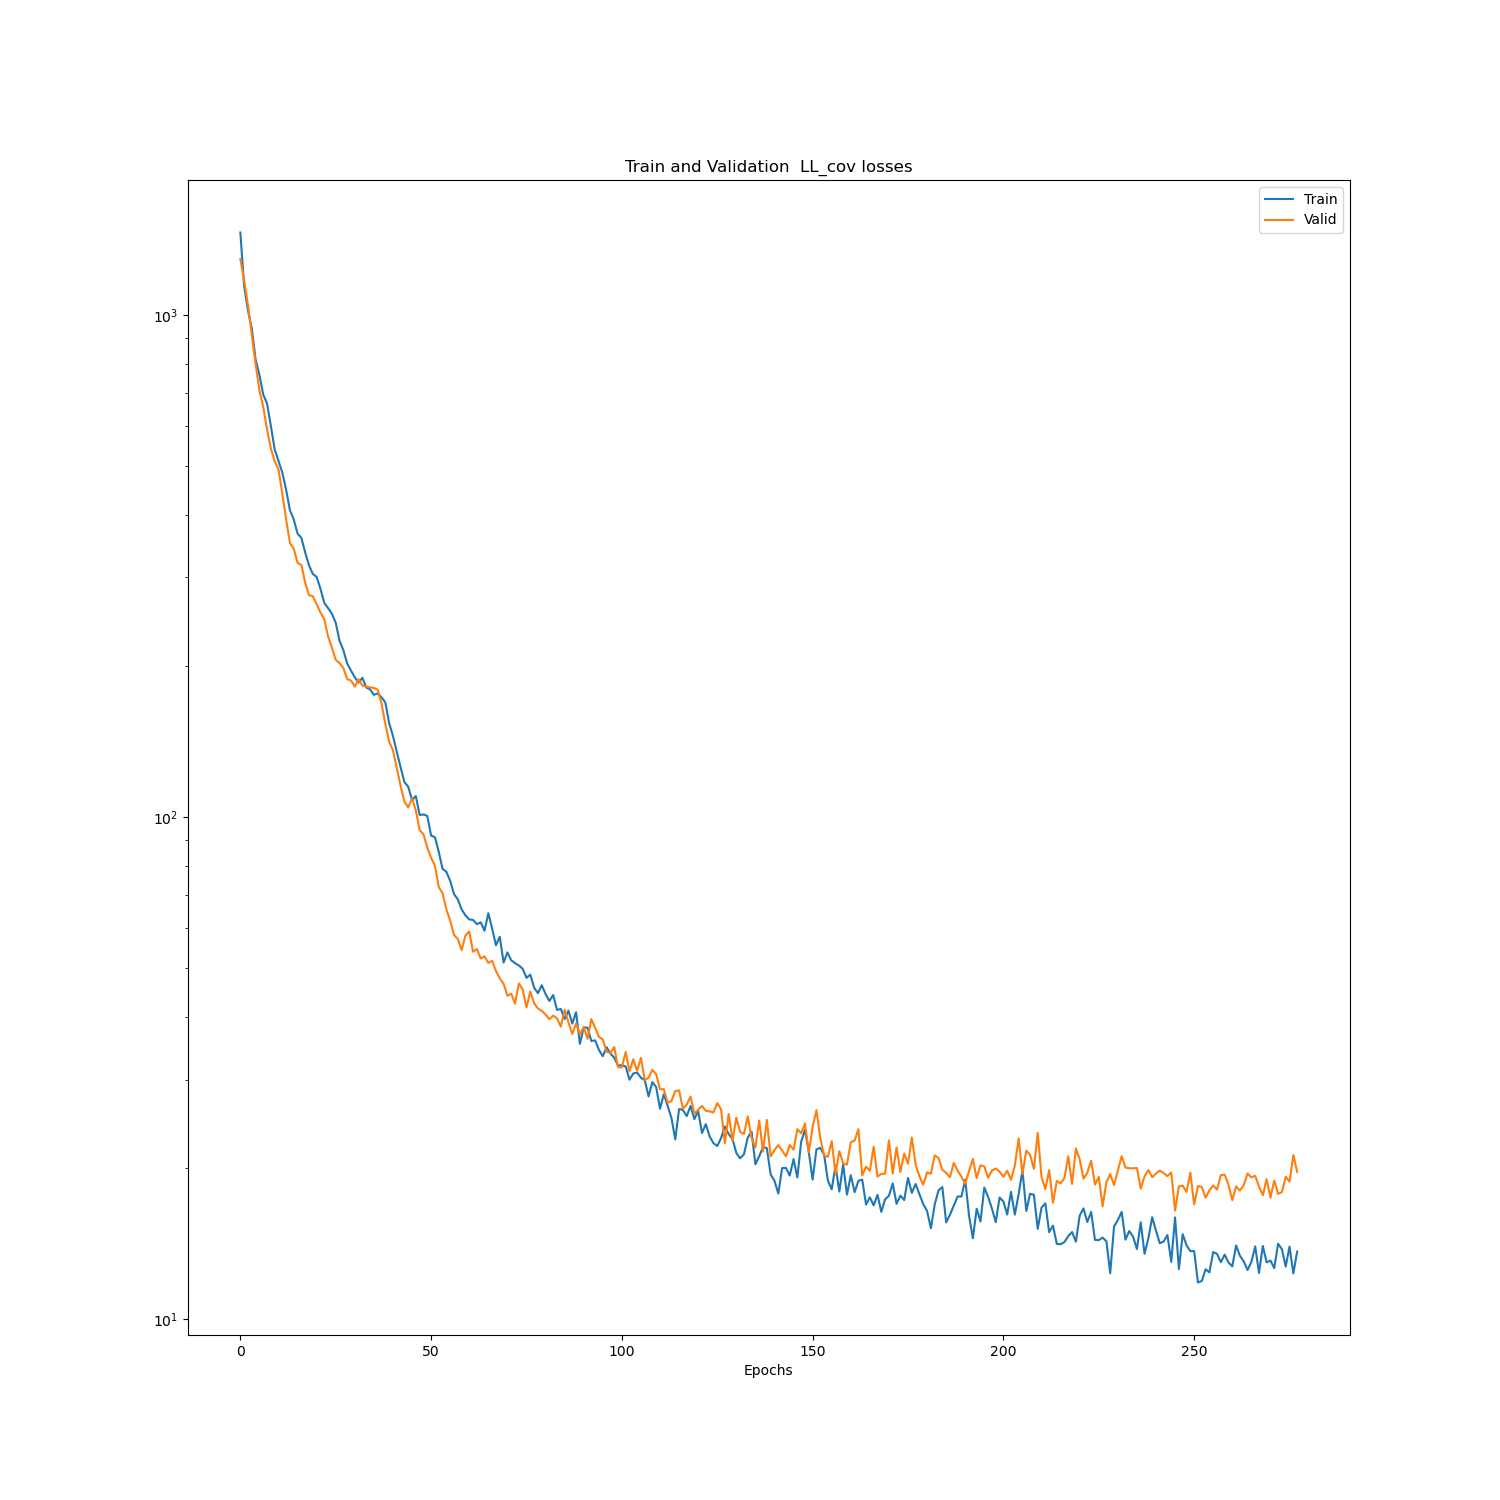 Train and Validation  LL_cov losses
Train
Valid
10³
10²
10¹
0 50 100 150 200 250
Epochs